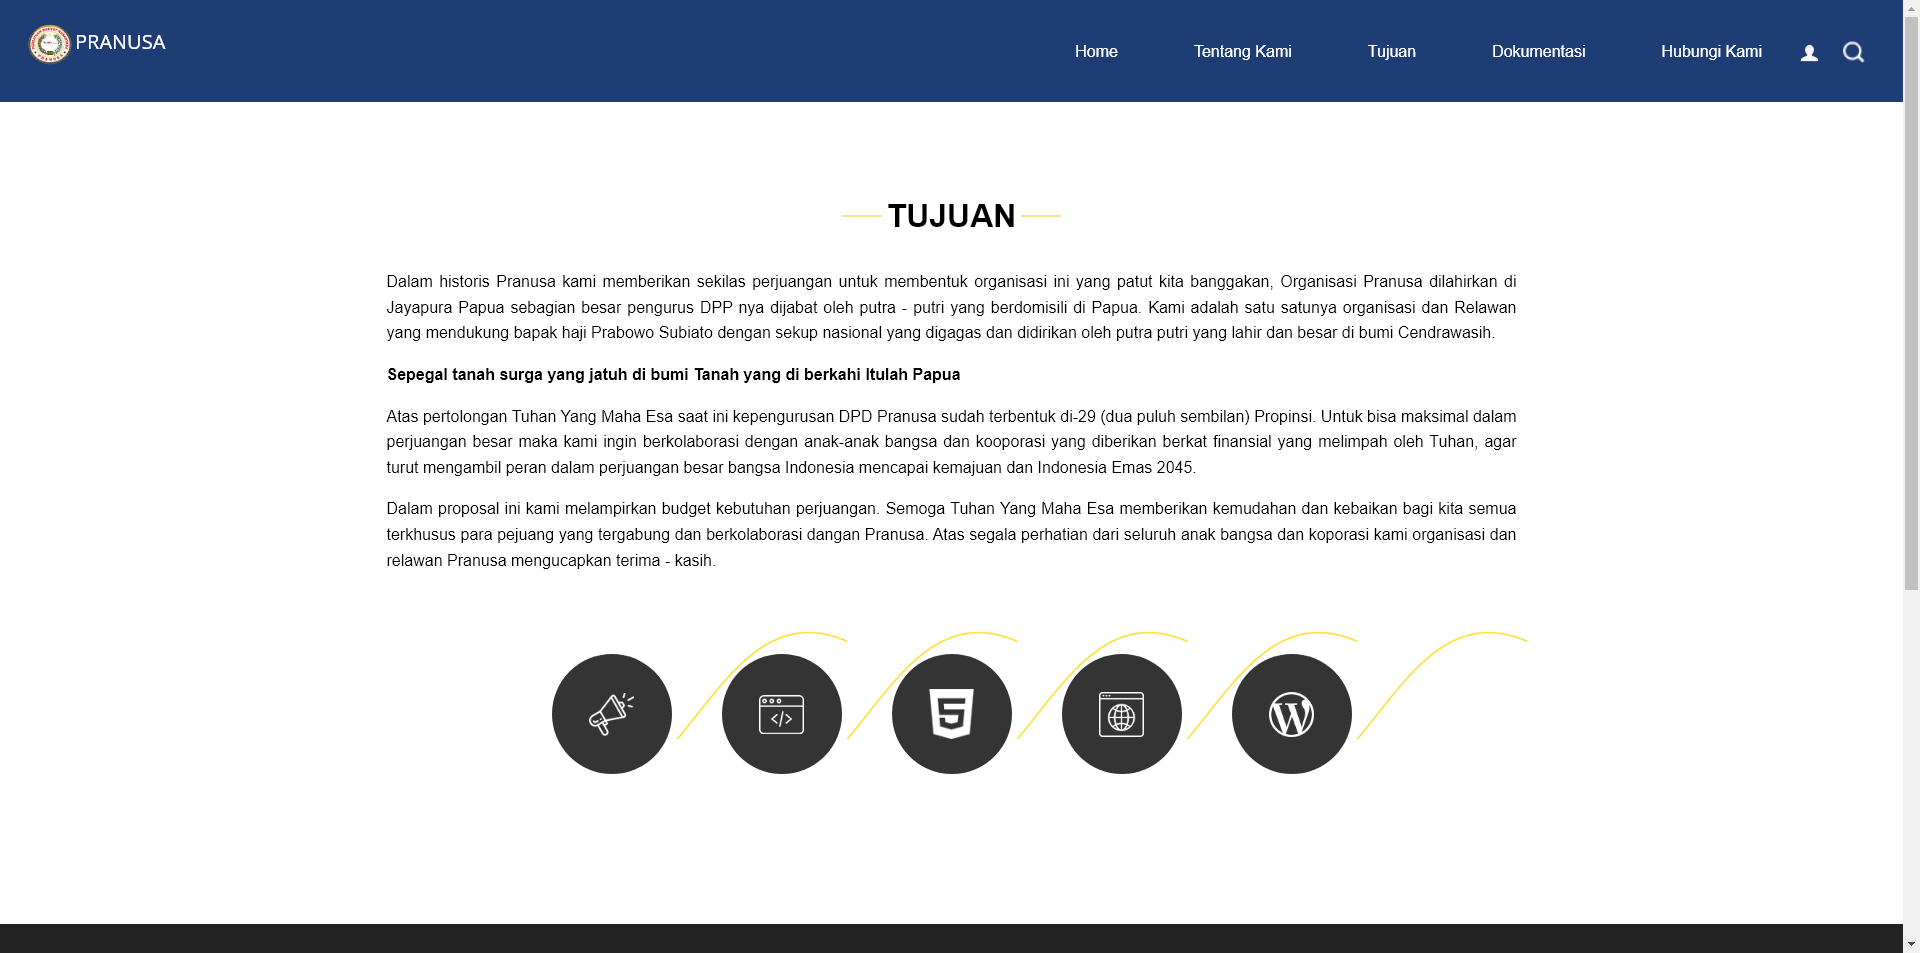 PRANUSA
Home
Tentang Kami
Tujuan
Dokumentasi
Hubungi Kami
TUJUAN
Dalam historis Pranusa kami memberikan sekilas perjuangan untuk membentuk organisasi ini yang patut kita banggakan, Organisasi Pranusa dilahirkan di
Jayapura Papua sebagian besar pengurus DPP nya dijabat oleh putra - putri yang berdomisili di Papua. Kami adalah satu satunya organisasi dan Relawan
yang mendukung bapak haji Prabowo Subiato dengan sekup nasional yang digagas dan didirikan oleh putra putri yang lahir dan besar di bumi Cendrawasih.
Sepegal tanah surga yang jatuh di bumi Tanah yang di berkahi Itulah Papua
Atas pertolongan Tuhan Yang Maha Esa saat ini kepengurusan DPD Pranusa sudah terbentuk di-29 (dua puluh sembilan) Propinsi. Untuk bisa maksimal dalam
perjuangan besar maka kami ingin berkolaborasi dengan anak-anak bangsa dan kooporasi yang diberikan berkat finansial yang melimpah oleh Tuhan, agar
turut mengambil peran dalam perjuangan besar bangsa Indonesia mencapai kemajuan dan Indonesia Emas 2045.
Dalam proposal ini kami melampirkan budget kebutuhan perjuangan. Semoga Tuhan Yang Maha Esa memberikan kemudahan dan kebaikan bagi kita semua
terkhusus para pejuang yang tergabung dan berkolaborasi dangan Pranusa. Atas segala perhatian dari seluruh anak bangsa dan koporasi kami organisasi dan
relawan Pranusa mengucapkan terima - kasih.